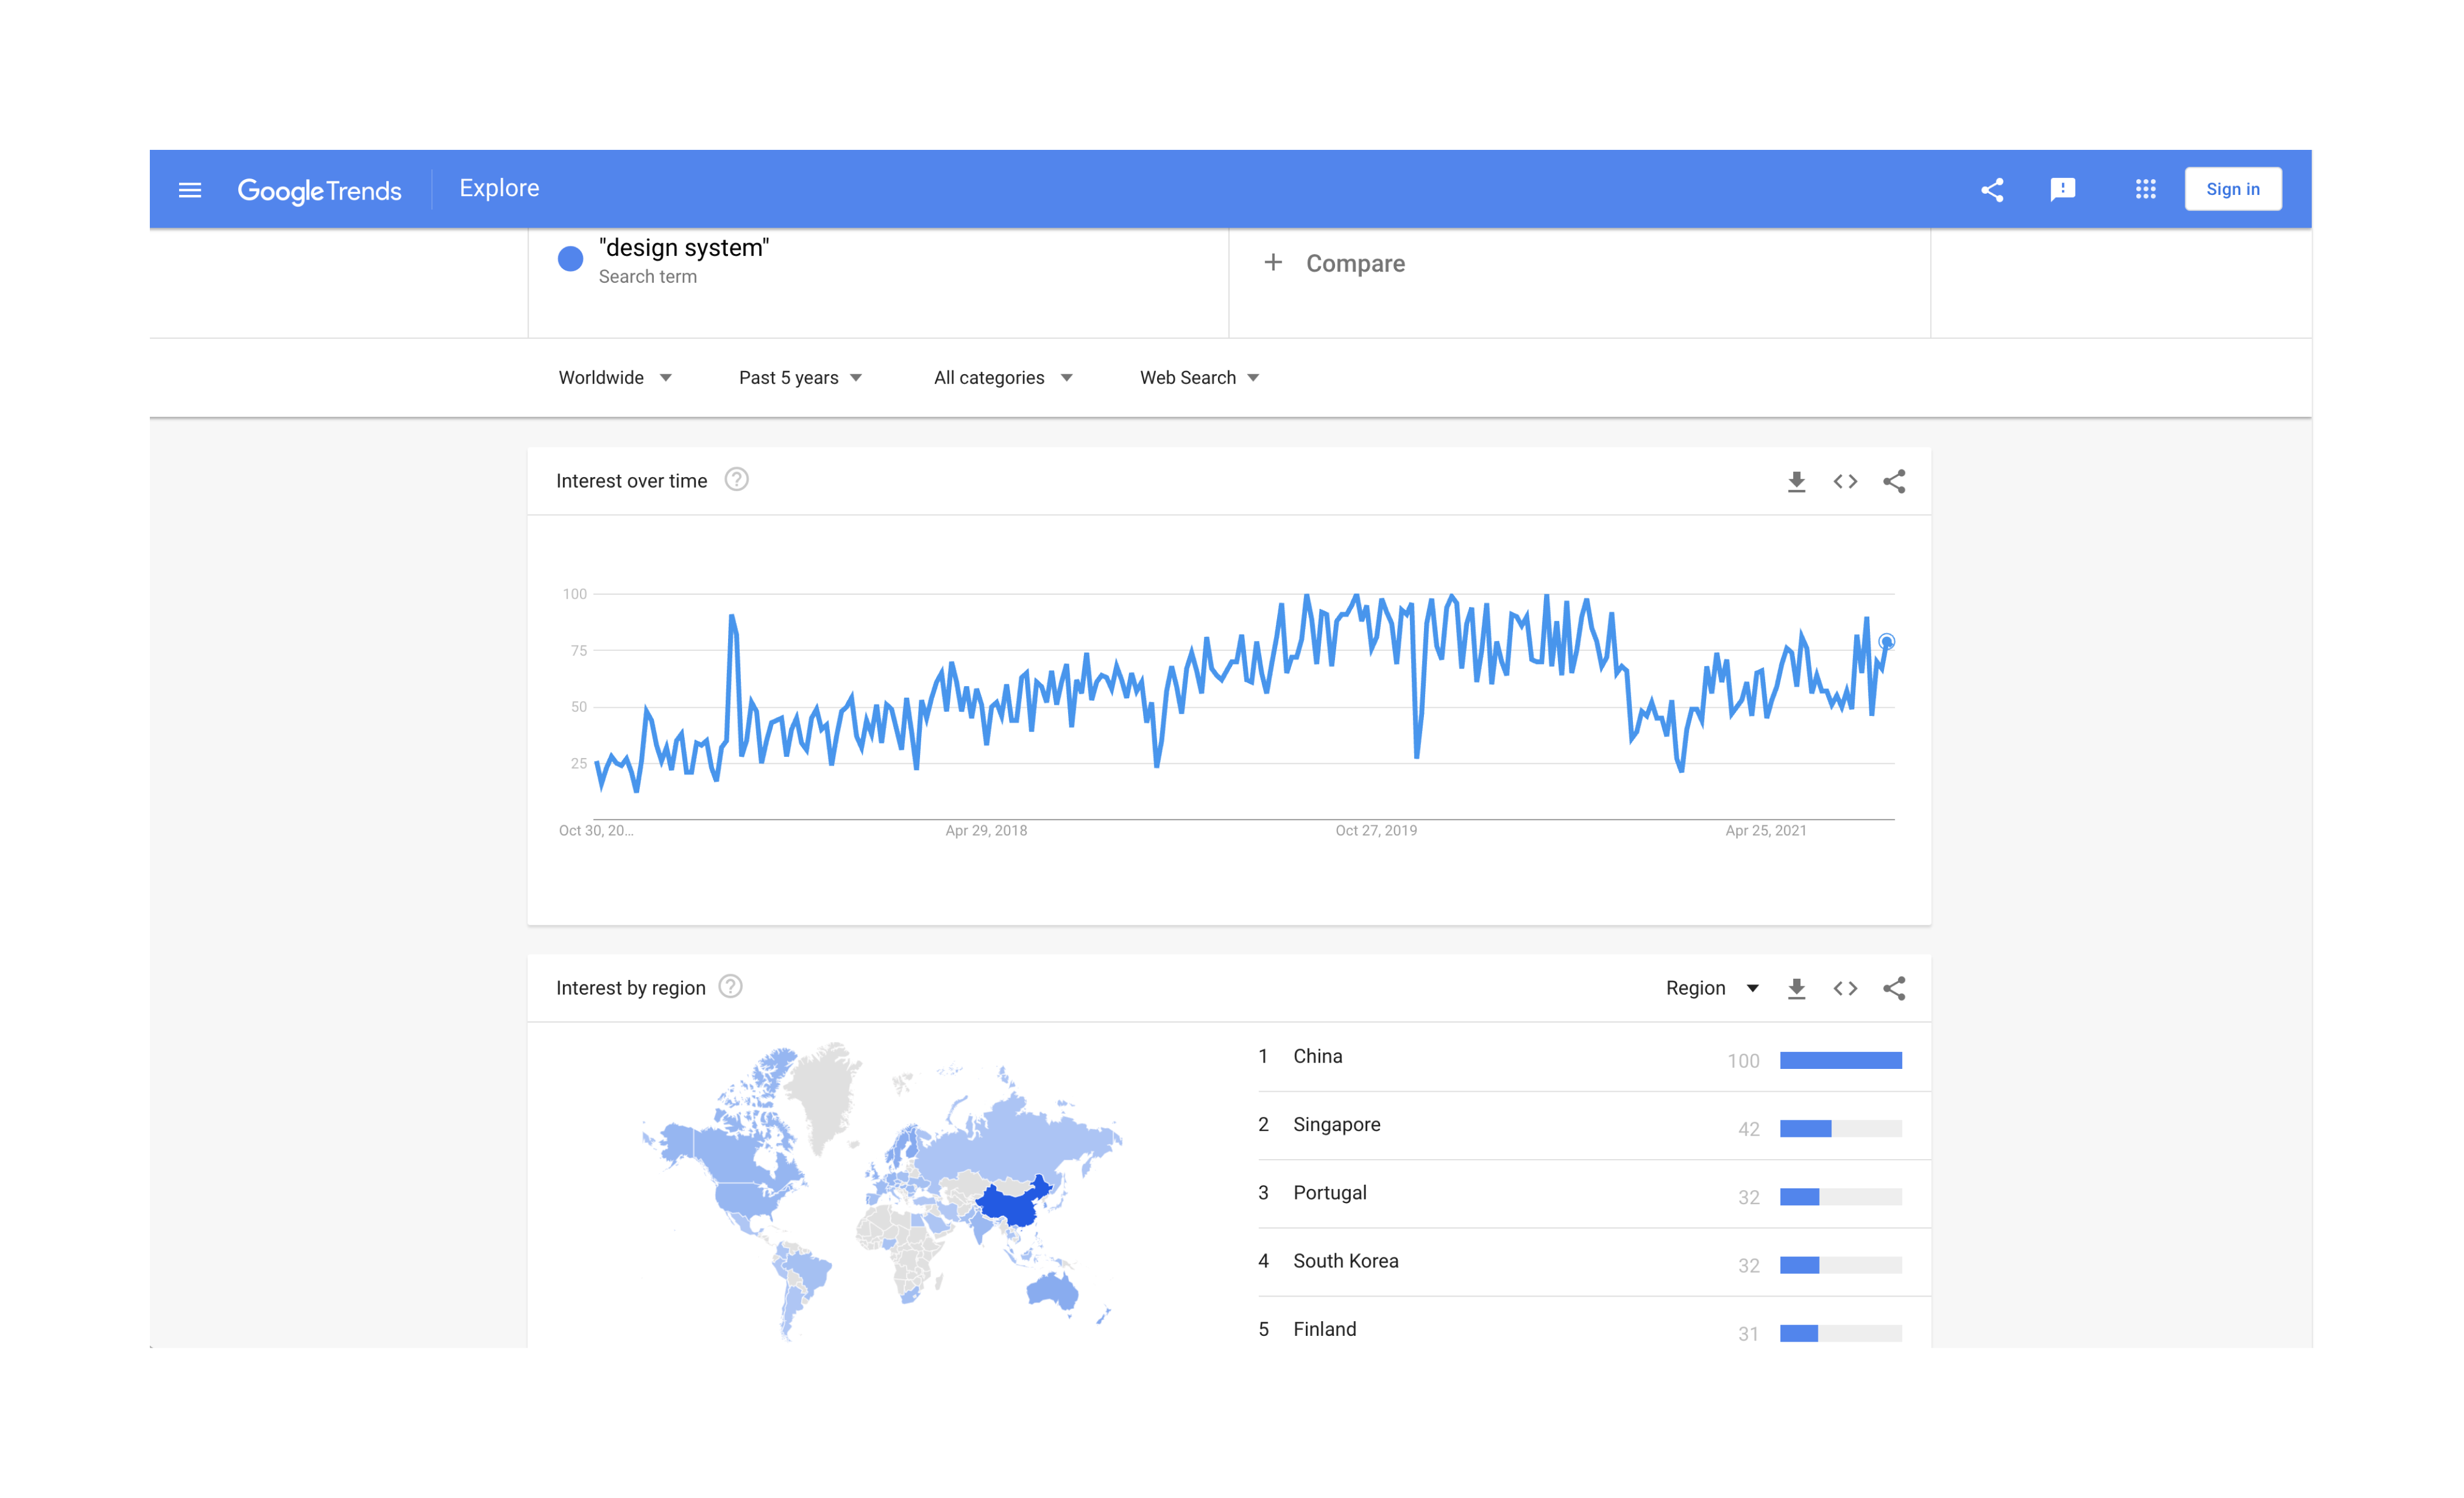 Google Trends Explore Sign in
"design system"
Search term
+ Compare
Worldwide Past 5 years All categories Web Search
Interest over time ?
100
75
50
25
Oct 30, 20... Apr 29, 2018 Oct 27, 2019 Apr 25, 2021
Interest by region ? Region
1 China 100
2 Singapore 42
3 Portugal 32
4 South Korea 32
5 Finland 31